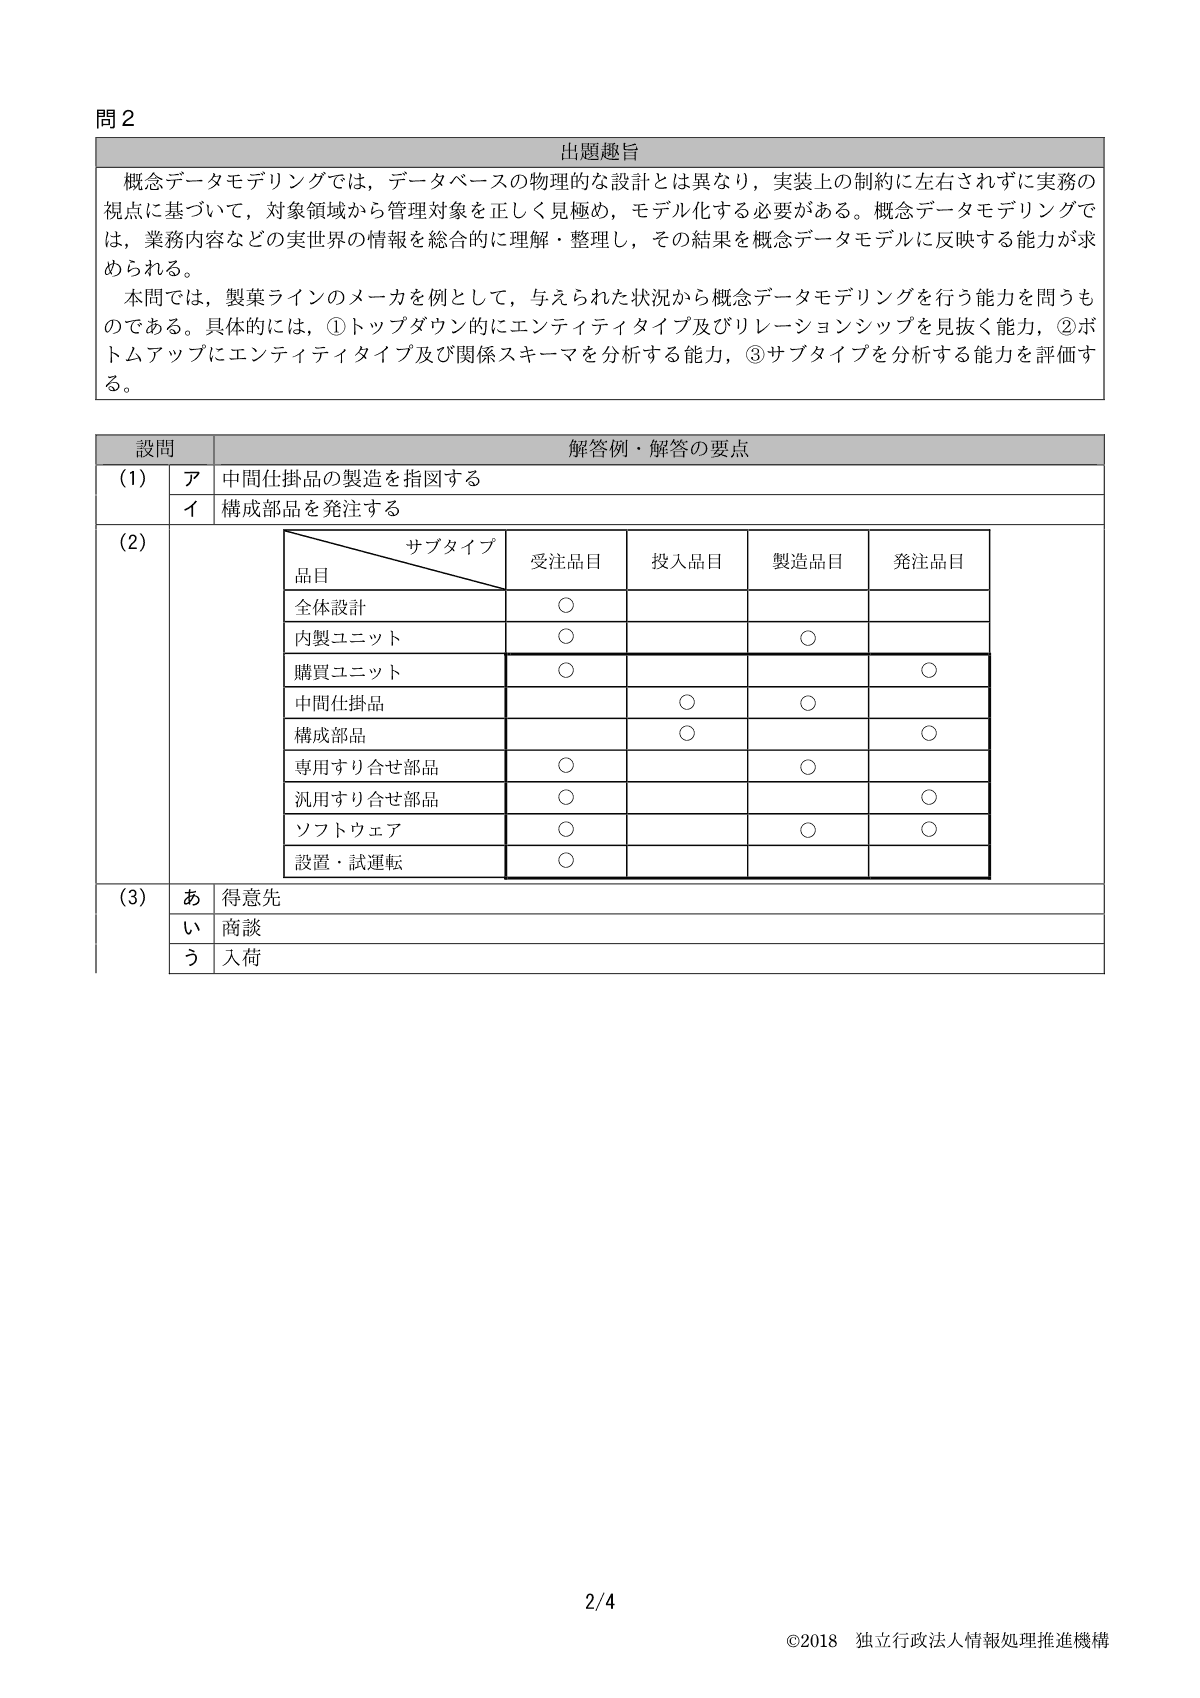 問２
出題趣旨
概念データモデリングでは，データベースの物理的な設計とは異なり，実装上の制約に左右されずに実務の
視点に基づいて，対象領域から管理対象を正しく見極め，モデル化する必要がある。概念データモデリングで
は，業務内容などの実世界の情報を総合的に理解・整理し，その結果を概念データモデルに反映する能力が求
められる。
本問では，製菓ラインのメーカを例として，与えられた状況から概念データモデリングを行う能力を問うも
のである。具体的には，①トップダウン的にエンティティタイプ及びリレーションシップを見抜く能力，②ボ
トムアップにエンティティタイプ及び関係スキーマを分析する能力，③サブタイプを分析する能力を評価す
る。
設問 解答例・解答の要点
(1) ア 中間仕掛品の製造を指図する
イ 構成部品を発注する
(2)
サブタイプ
品目 受注品目 投入品目 製造品目 発注品目
全体設計 ○
内製ユニット ○ ○
購買ユニット ○ ○
中間仕掛品 ○ ○
構成部品 ○ ○
専用すり合せ部品 ○ ○
汎用すり合せ部品 ○ ○
ソフトウェア ○ ○ ○
設置・試運転 ○
(3) あ 得意先
い 商談
う 入荷
2/4
©2018　独立行政法人情報処理推進機構